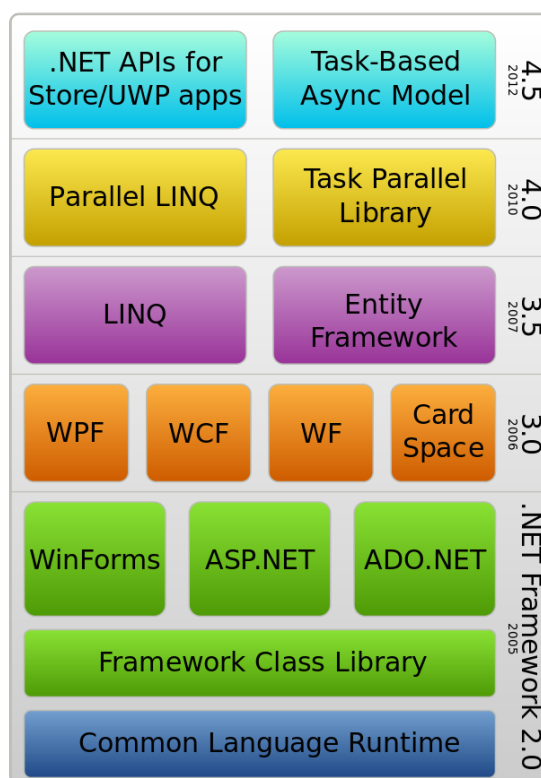 .NET APIs for
Store/UWP apps
Task-Based
Async Model
4.5
2012
Parallel LINQ
Task Parallel
Library
4.0
2010
LINQ
Entity
Framework
3.5
2007
WPF
WCF
WF
Card
Space
3.0
2006
WinForms
ASP.NET
ADO.NET
Framework Class Library
Common Language Runtime
.NET Framework 2.0
2005